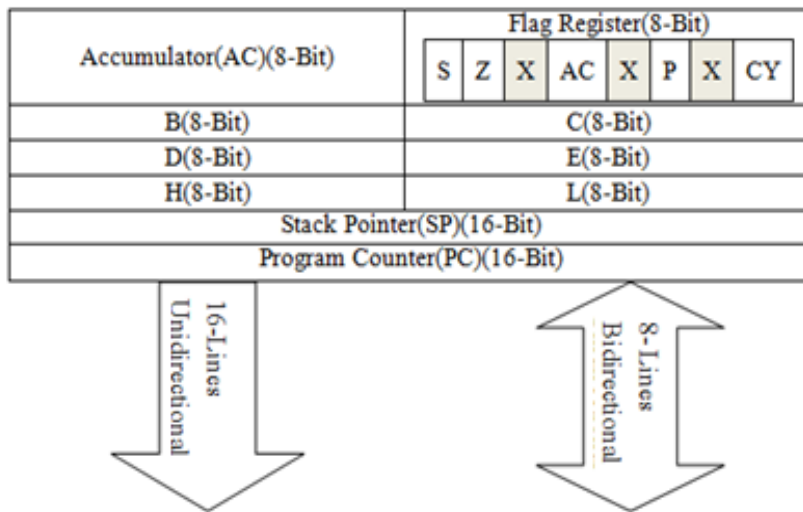 Accumulator(AC)(8-Bit)
Flag Register(8-Bit)
S Z X AC X P X CY
B(8-Bit) C(8-Bit)
D(8-Bit) E(8-Bit)
H(8-Bit) L(8-Bit)
Stack Pointer(SP)(16-Bit)
Program Counter(PC)(16-Bit)
16-Lines
Unidirectional
8-Lines
Bidirectional